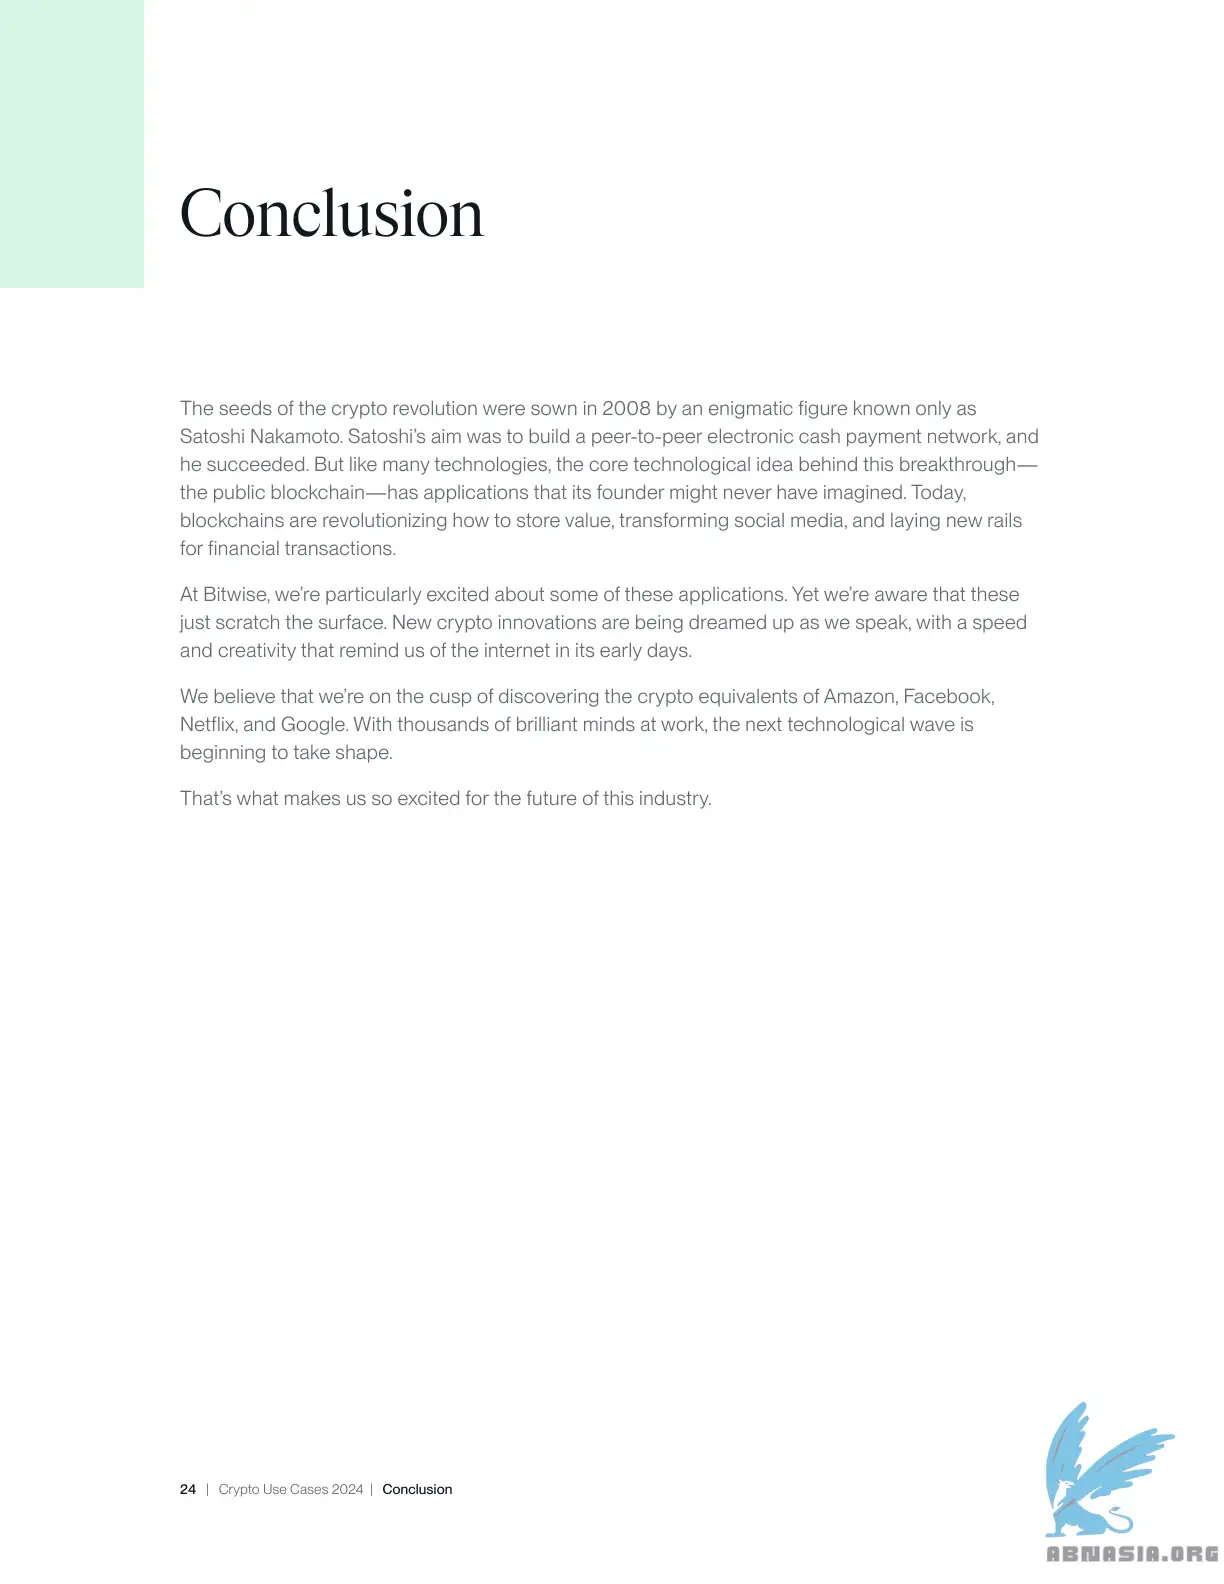 Conclusion
The seeds of the crypto revolution were sown in 2008 by an enigmatic figure known only as
Satoshi Nakamoto. Satoshi’s aim was to build a peer-to-peer electronic cash payment network, and
he succeeded. But like many technologies, the core technological idea behind this breakthrough—
the public blockchain—has applications that its founder might never have imagined. Today,
blockchains are revolutionizing how to store value, transforming social media, and laying new rails
for financial transactions.
At Bitwise, we’re particularly excited about some of these applications. Yet we’re aware that these
just scratch the surface. New crypto innovations are being dreamed up as we speak, with a speed
and creativity that remind us of the internet in its early days.
We believe that we’re on the cusp of discovering the crypto equivalents of Amazon, Facebook,
Netflix, and Google. With thousands of brilliant minds at work, the next technological wave is
beginning to take shape.
That’s what makes us so excited for the future of this industry.
24 | Crypto Use Cases 2024 | Conclusion
ABNASIA.ORG